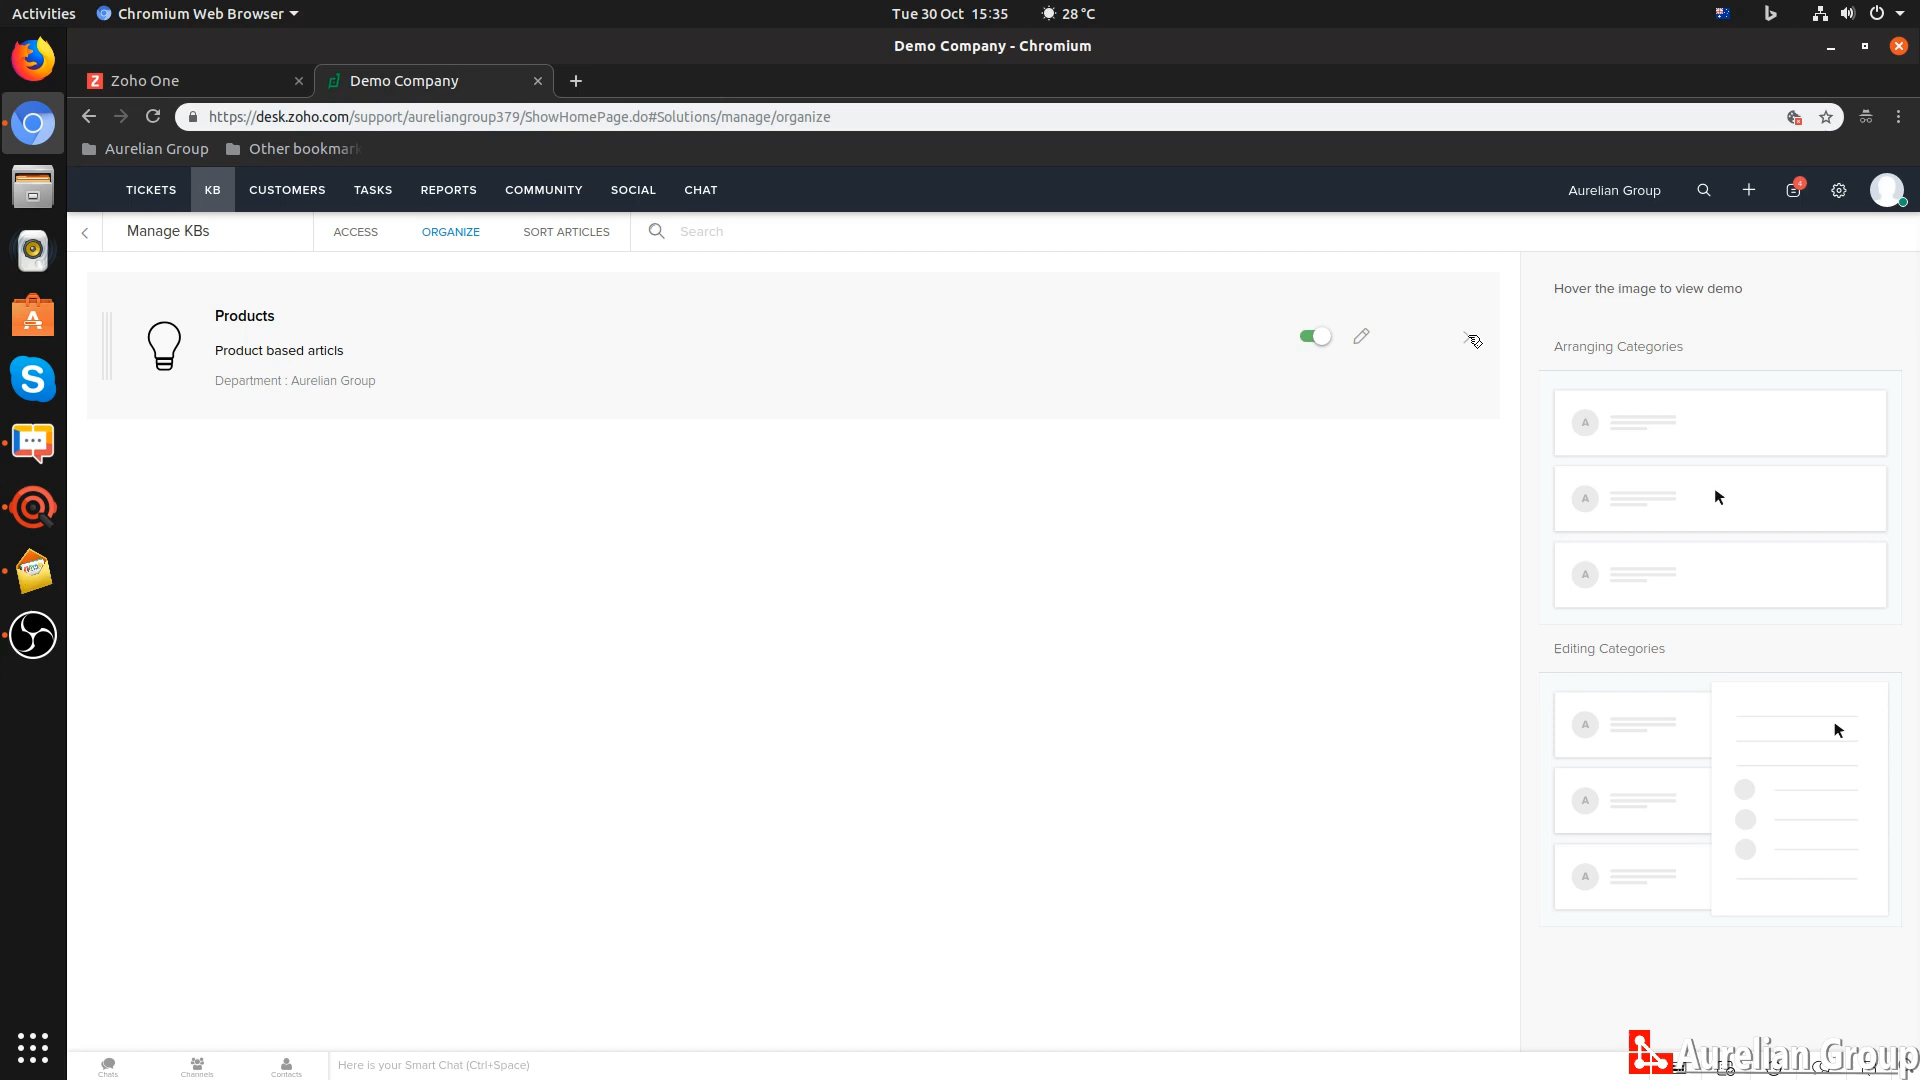 Activities Chromium Web Browser Tue 30 Oct 15:35 28 °C
Demo Company - Chromium
Zoho One Demo Company
https://desk.zoho.com/support/aureliangroup379/ShowHomePage.do#Solutions/manage/organize
Aurelian Group Other bookmark
TICKETS KB CUSTOMERS TASKS REPORTS COMMUNITY SOCIAL CHAT Aurelian Group 4
Manage KBs ACCESS ORGANIZE SORT ARTICLES Search
Products
Product based articls
Department : Aurelian Group
Hover the image to view demo
Arranging Categories
A
A
A
Editing Categories
A
A
A
Chats Channels Contacts Here is your Smart Chat (Ctrl+Space)
Aurelian Group